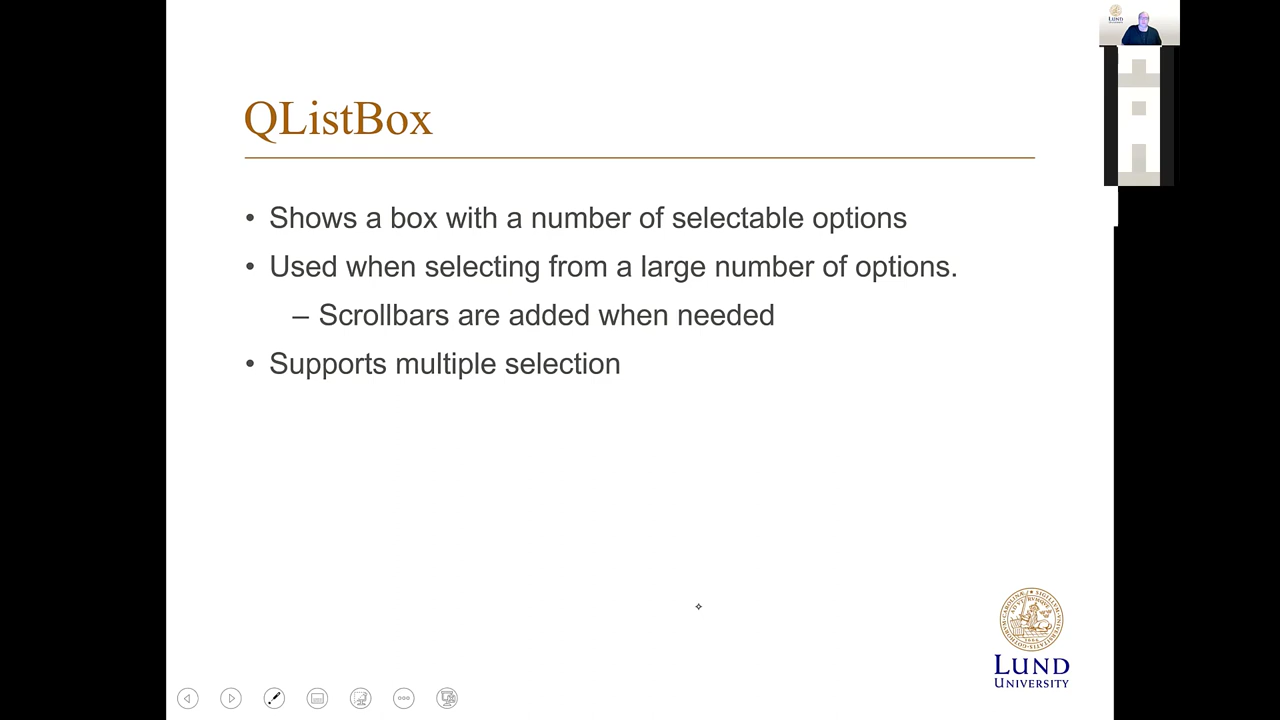 QListBox
• Shows a box with a number of selectable options
• Used when selecting from a large number of options.
– Scrollbars are added when needed
• Supports multiple selection
LUND
UNIVERSITY
LUND